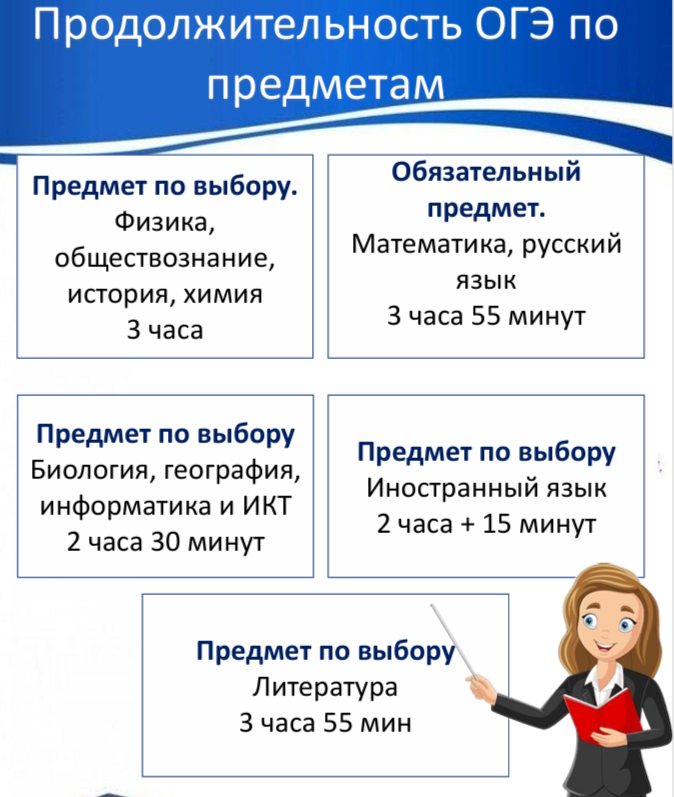 Продолжительность ОГЭ по
предметам
Предмет по выбору.
Физика,
обществознание,
история, химия
3 часа
Обязательный
предмет.
Математика, русский
язык
3 часа 55 минут
Предмет по выбору
Биология, география,
информатика и ИКТ
2 часа 30 минут
Предмет по выбору
Иностранный язык
2 часа + 15 минут
Предмет по выбору
Литература
3 часа 55 мин